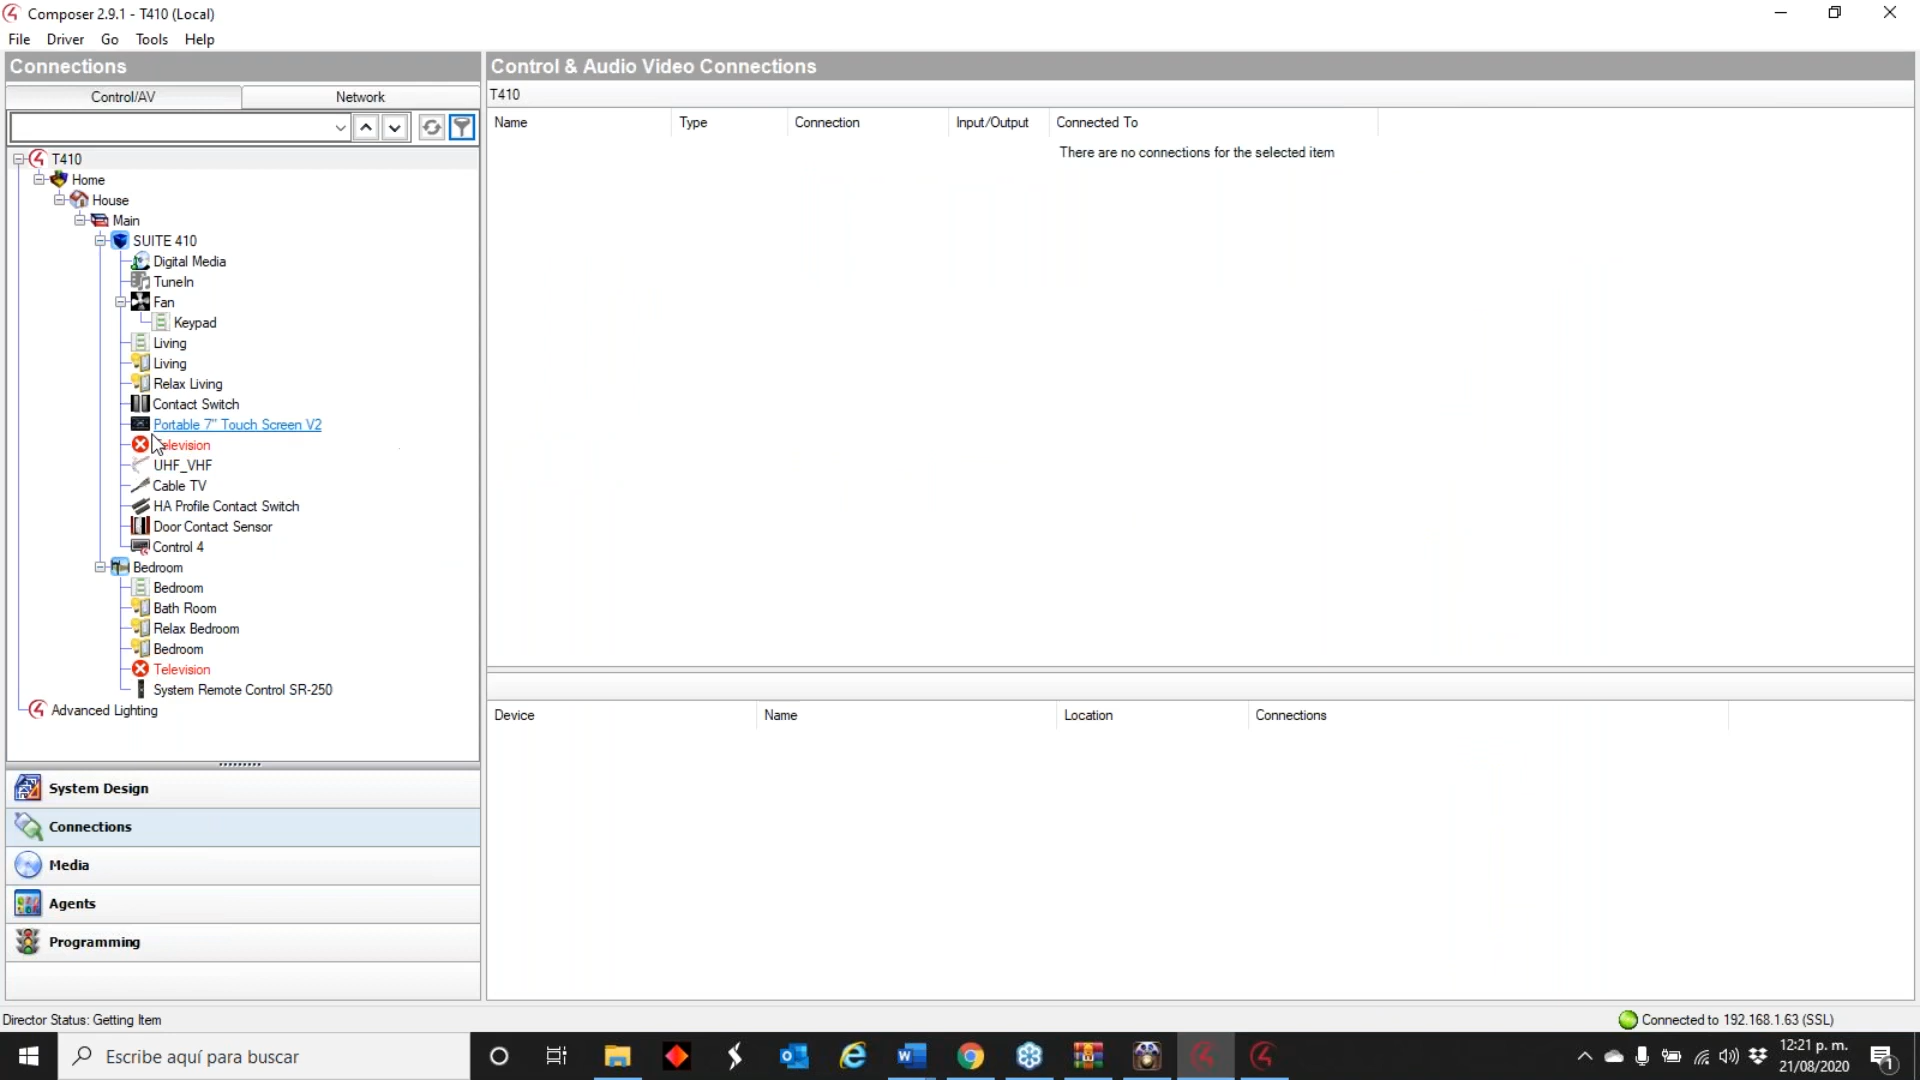 Composer 2.9.1 - T410 (Local)
File Driver Go Tools Help
Connections
Control/AV Network
T410
Home
House
Main
SUITE 410
Digital Media
TuneIn
Fan
Keypad
Living
Living
Relax Living
Contact Switch
Portable 7" Touch Screen V2
Television
UHF_VHF
Cable TV
HA Profile Contact Switch
Door Contact Sensor
Control 4
Bedroom
Bedroom
Bath Room
Relax Bedroom
Bedroom
Television
System Remote Control SR-250
Advanced Lighting
System Design
Connections
Media
Agents
Programming
Control & Audio Video Connections
T410
Name Type Connection Input/Output Connected To
There are no connections for the selected item
Device Name Location Connections
Director Status: Getting Item
Connected to 192.168.1.63 (SSL)
Escribe aquí para buscar
12:21 p. m.
21/08/2020
1